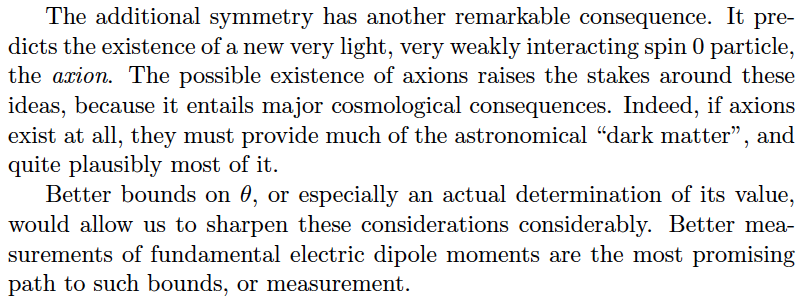 The additional symmetry has another remarkable consequence. It pre-
dicts the existence of a new very light, very weakly interacting spin 0 particle,
the axion. The possible existence of axions raises the stakes around these
ideas, because it entails major cosmological consequences. Indeed, if axions
exist at all, they must provide much of the astronomical “dark matter”, and
quite plausibly most of it.
Better bounds on θ, or especially an actual determination of its value,
would allow us to sharpen these considerations considerably. Better mea-
surements of fundamental electric dipole moments are the most promising
path to such bounds, or measurement.